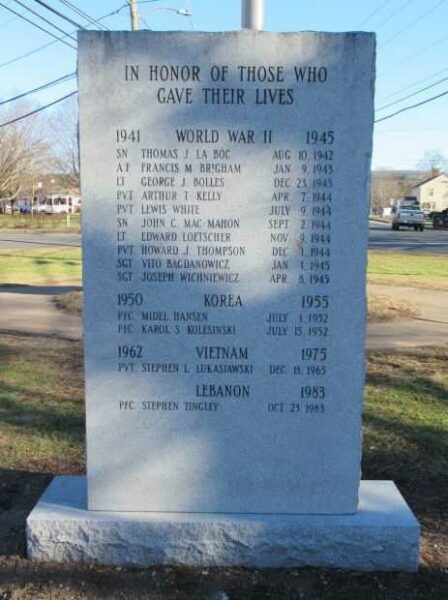 IN HONOR OF THOSE WHO
GAVE THEIR LIVES
1941 WORLD WAR II 1945
SN THOMAS J. LA BOC AUG 10, 1942
FRANCIS M. BRIGHAM JAN 9, 1943
LT GEORGE J. BOLLES DEC 23, 1943
PVT ARTHUR T. KELLY APR 7, 1944
PVT LEWIS WHITE JULY 9, 1944
SN JOHN C. MAC MAHON SEPT 2, 1944
LT EDWARD LOETSCHER NOV 9, 1944
PVT HOWARD J. THOMPSON DEC 1, 1944
SGT VITO BAGDANOWICZ JAN 1, 1945
SGT JOSEPH WICHNIEWICZ APR 8, 1945
1950 KOREA 1955
PFC MIDEL HANSEN JULY 1, 1952
PFC KAROL S. KOLESINSKI JULY 15, 1952
1962 VIETNAM 1975
PVT STEPHEN L. LUKASIAWSKI DEC. 18, 1965
LEBANON 1983
PFC STEPHEN TINGLEY OCT 23, 1983